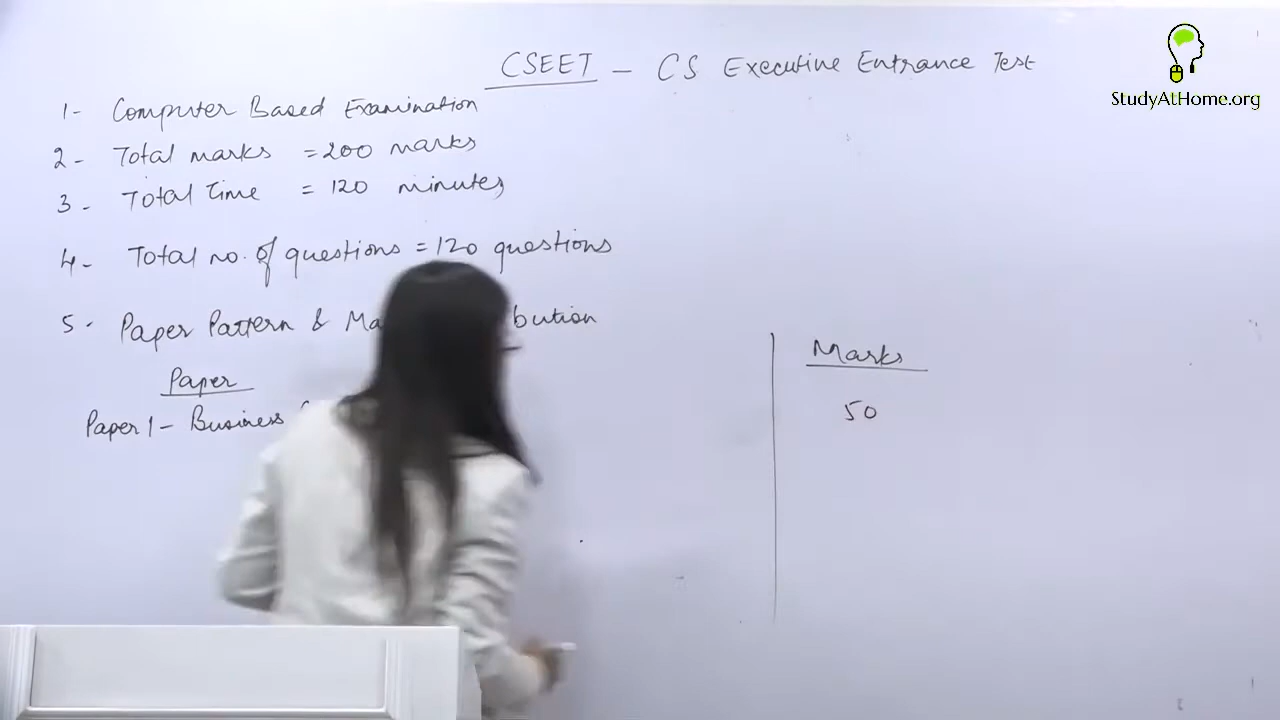 CSEET - CS Executive Entrance Test
StudyAtHome.org
1- Computer Based Examination
2- Total marks = 200 marks
3- Total Time = 120 minutes
4- Total no. of questions = 120 questions
5- Paper Pattern & Ma bution
Paper Marks
Paper 1 - Business 50